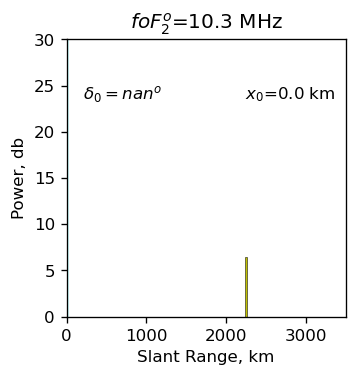 foF₂ᵒ=10.3 MHz
30
25
20
15
10
5
0
Power, db
δ₀ = nanᵒ
x₀=0.0 km
0 1000 2000 3000
Slant Range, km